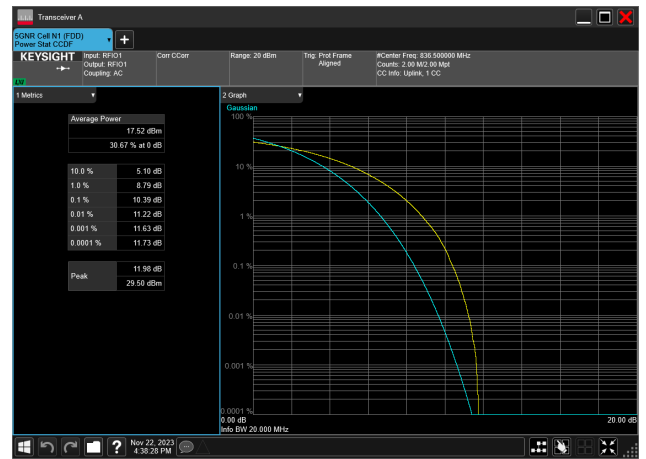 Transceiver A
5GNR Cell N1 (FDD)
Power Stat CCDF
KEYSIGHT
Input: RFIO1
Output: RFIO1
Coupling: AC
Corr CCorr
Range: 20 dBm
Trig: Prot Frame
Aligned
#Center Freq: 836.500000 MHz
Counts: 2.00 M/2.00 Mpt
CC Info: Uplink, 1 CC
LXI
1 Metrics
Average Power
17.52 dBm
30.67 % at 0 dB
10.0 % 5.10 dB
1.0 % 8.79 dB
0.1 % 10.39 dB
0.01 % 11.22 dB
0.001 % 11.63 dB
0.0001 % 11.73 dB
Peak
11.98 dB
29.50 dBm
2 Graph
Gaussian
100 %
10 %
1 %
0.1 %
0.01 %
0.001 %
0.0001 %
0.00 dB
20.00 dB
Info BW 20.000 MHz
Nov 22, 2023
4:38:28 PM